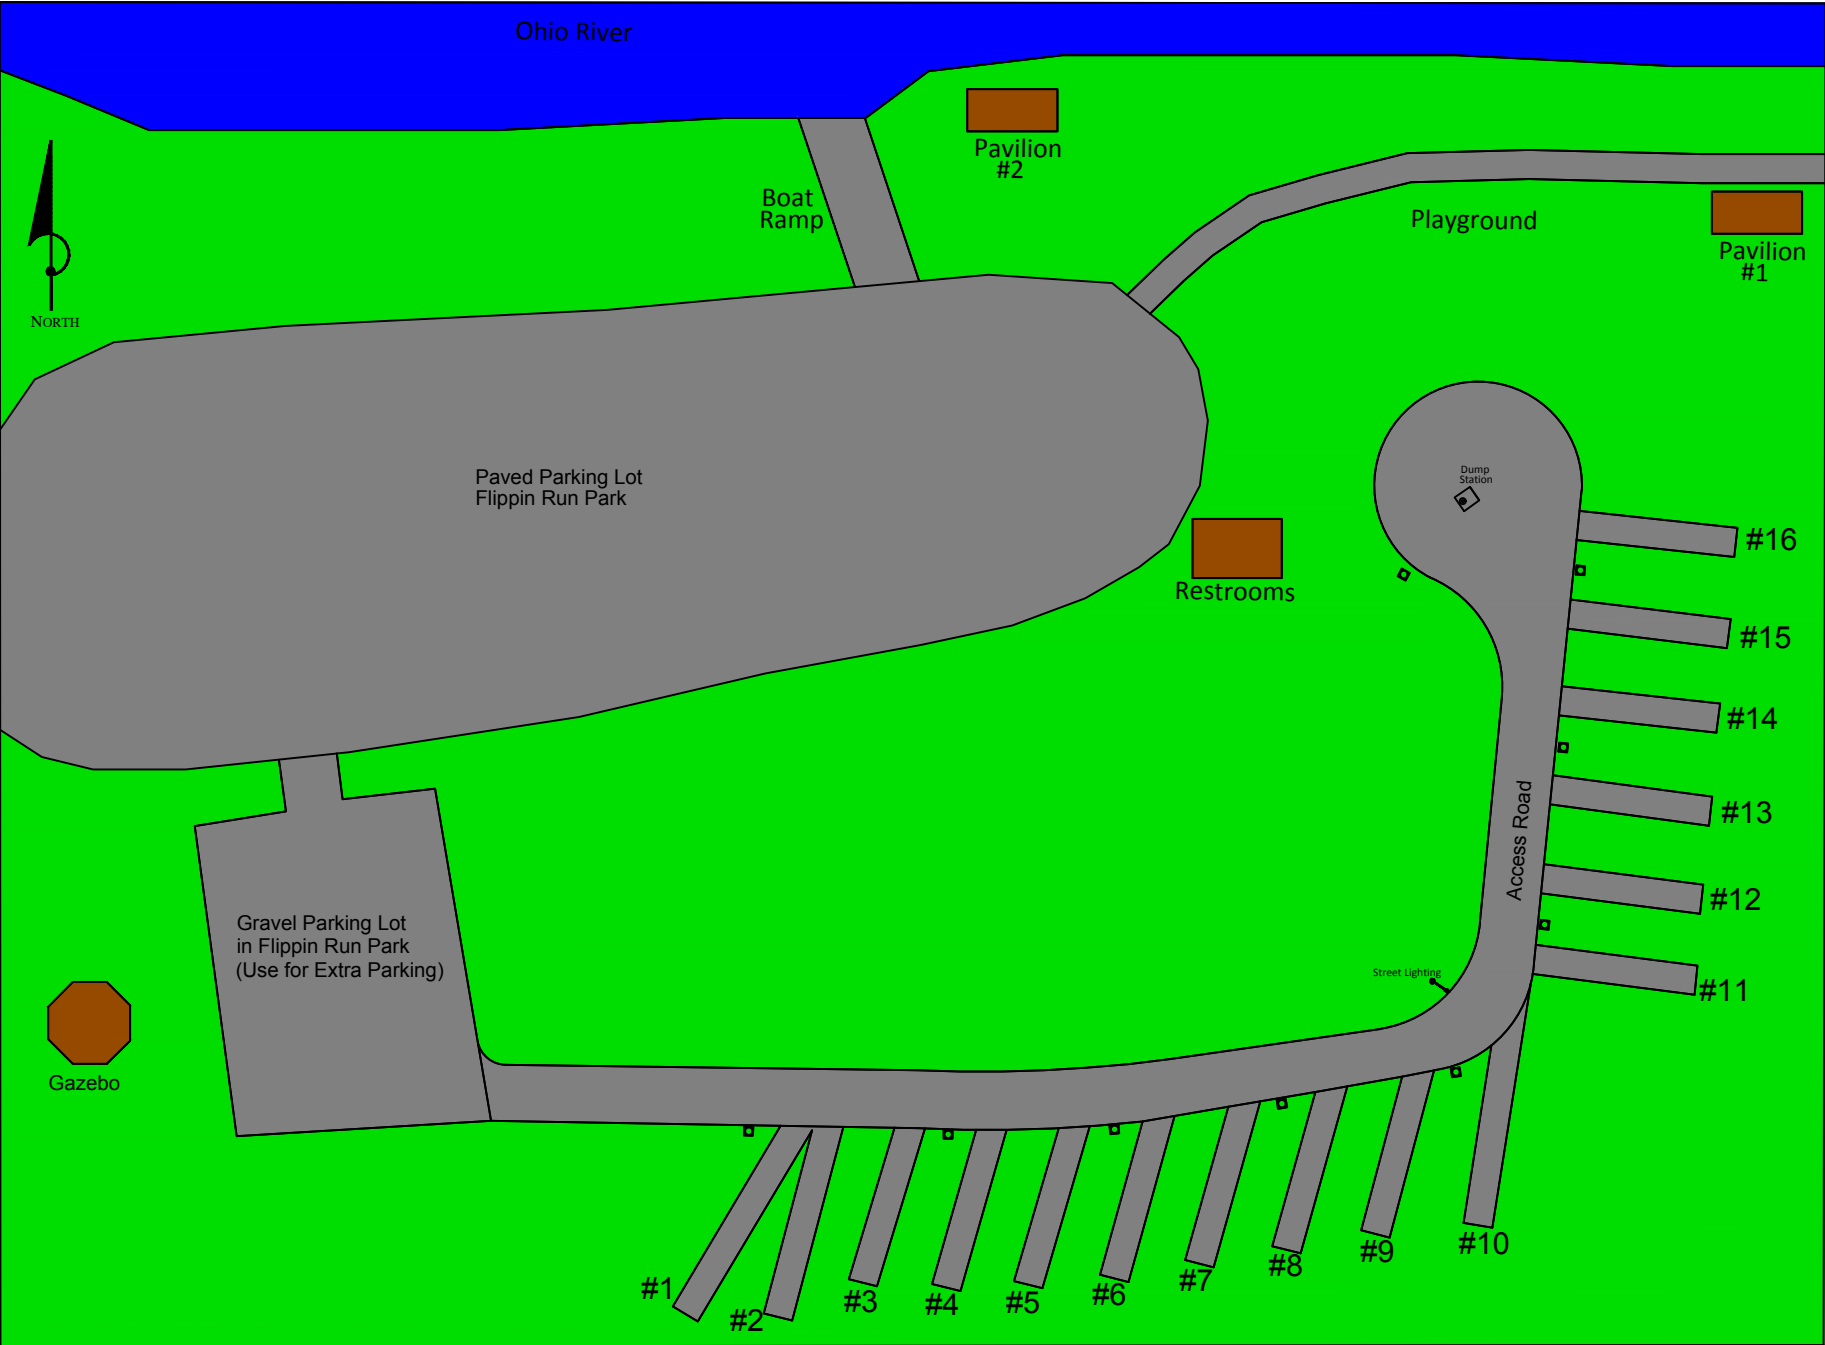 Ohio River
Pavilion
#2
Boat
Ramp
Playground
Pavilion
#1
NORTH
Paved Parking Lot
Flippin Run Park
Dump
Station
#16
Restrooms
#15
#14
#13
Access Road
#12
Gravel Parking Lot
in Flippin Run Park
(Use for Extra Parking)
Street Lighting
#11
Gazebo
#1
#2
#3
#4
#5
#6
#7
#8
#9
#10